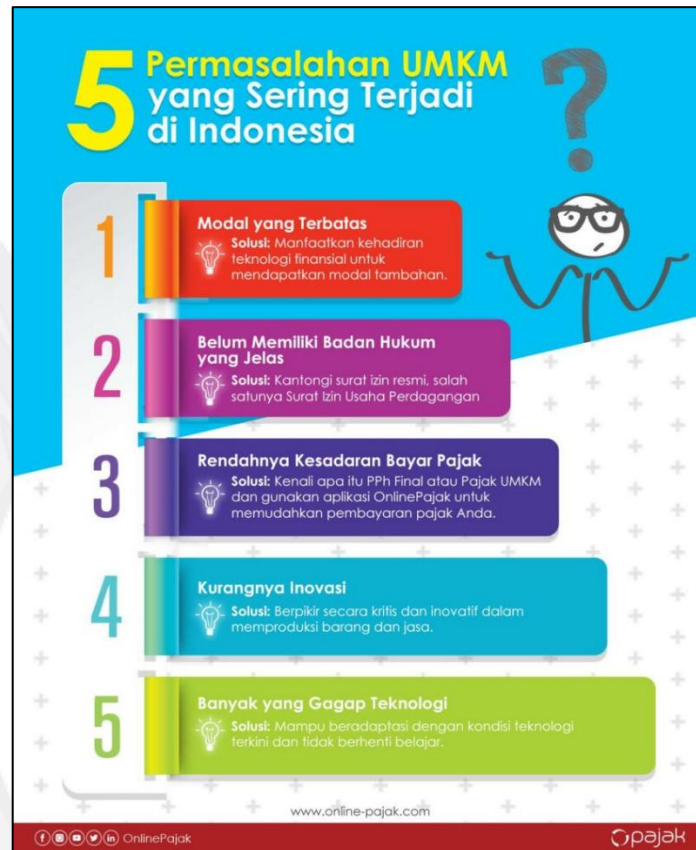 5 Permasalahan UMKM
yang Sering Terjadi
di Indonesia
?
1
Modal yang Terbatas
Solusi: Manfaatkan kehadiran
teknologi finansial untuk
mendapatkan modal tambahan.
2
Belum Memiliki Badan Hukum
yang Jelas
Solusi: Kantongi surat izin resmi, salah
satunya Surat Izin Usaha Perdagangan
3
Rendahnya Kesadaran Bayar Pajak
Solusi: Kenali apa itu PPh Final atau Pajak UMKM
dan gunakan aplikasi OnlinePajak untuk
memudahkan pembayaran pajak Anda.
4
Kurangnya Inovasi
Solusi: Berpikir secara kritis dan inovatif dalam
memproduksi barang dan jasa.
5
Banyak yang Gagap Teknologi
Solusi: Mampu beradaptasi dengan kondisi teknologi
terkini dan tidak berhenti belajar.
www.online-pajak.com
OnlinePajak
pajak